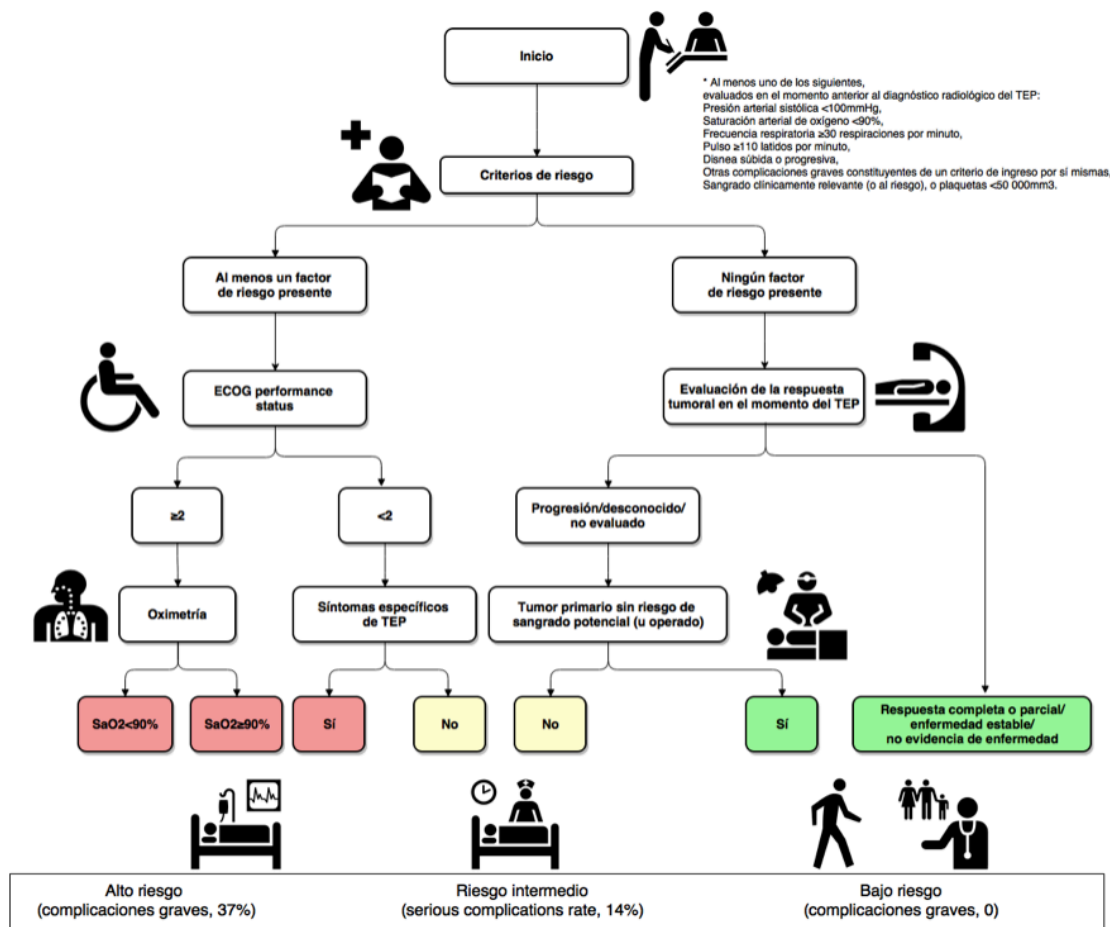 Inicio
* Al menos uno de los siguientes,
evaluados en el momento anterior al diagnóstico radiológico del TEP:
Presión arterial sistólica <100mmHg,
Saturación arterial de oxígeno <90%,
Frecuencia respiratoria ≥30 respiraciones por minuto,
Pulso ≥110 latidos por minuto,
Disnea súbida o progresiva,
Otras complicaciones graves constituyentes de un criterio de ingreso por sí mismas,
Sangrado clínicamente relevante (o al riesgo), o plaquetas <50 000mm3.
Criterios de riesgo
Al menos un factor
de riesgo presente
Ningún factor
de riesgo presente
ECOG performance
status
Evaluación de la respuesta
tumoral en el momento del TEP
≥2
<2
Progresión/desconocido/
no evaluado
Oximetría
Síntomas específicos
de TEP
Tumor primario sin riesgo de
sangrado potencial (u operado)
SaO2<90%
SaO2≥90%
Sí
No
No
Sí
Respuesta completa o parcial/
enfermedad estable/
no evidencia de enfermedad
Alto riesgo
(complicaciones graves, 37%)
Riesgo intermedio
(serious complications rate, 14%)
Bajo riesgo
(complicaciones graves, 0)